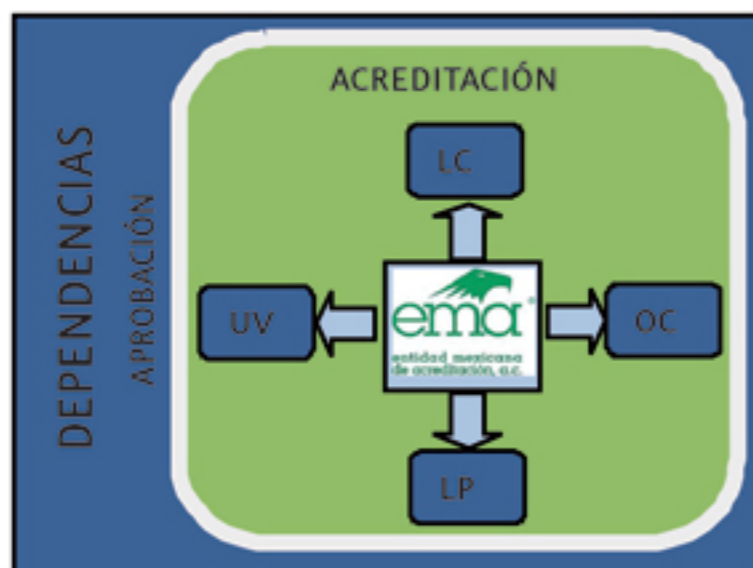 DEPENDENCIAS
APROBACIÓN
ACREDITACIÓN
LC
UV
ema®
entidad mexicana
de acreditación, a.c.
OC
LP